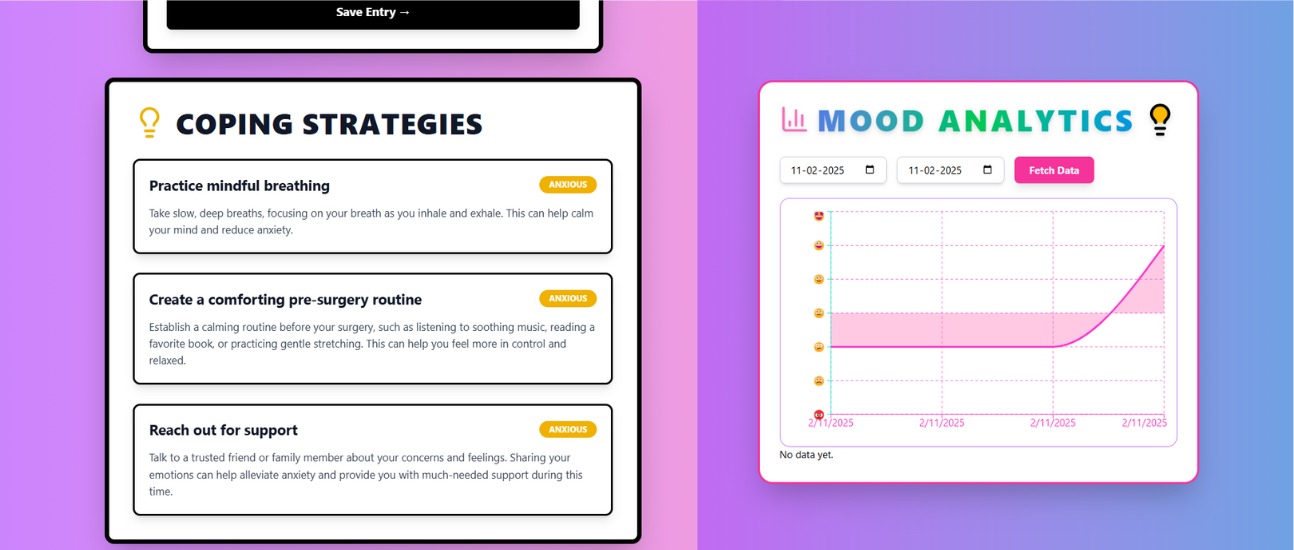 Save Entry →
COPING STRATEGIES
Practice mindful breathing
ANXIOUS
Take slow, deep breaths, focusing on your breath as you inhale and exhale. This can help calm
your mind and reduce anxiety.
Create a comforting pre-surgery routine
ANXIOUS
Establish a calming routine before your surgery, such as listening to soothing music, reading a
favorite book, or practicing gentle stretching. This can help you feel more in control and
relaxed.
Reach out for support
ANXIOUS
Talk to a trusted friend or family member about your concerns and feelings. Sharing your
emotions can help alleviate anxiety and provide you with much-needed support during this
time.
MOOD ANALYTICS
11-02-2025
11-02-2025
Fetch Data
2/11/2025
2/11/2025
2/11/2025
2/11/2025
No data yet.